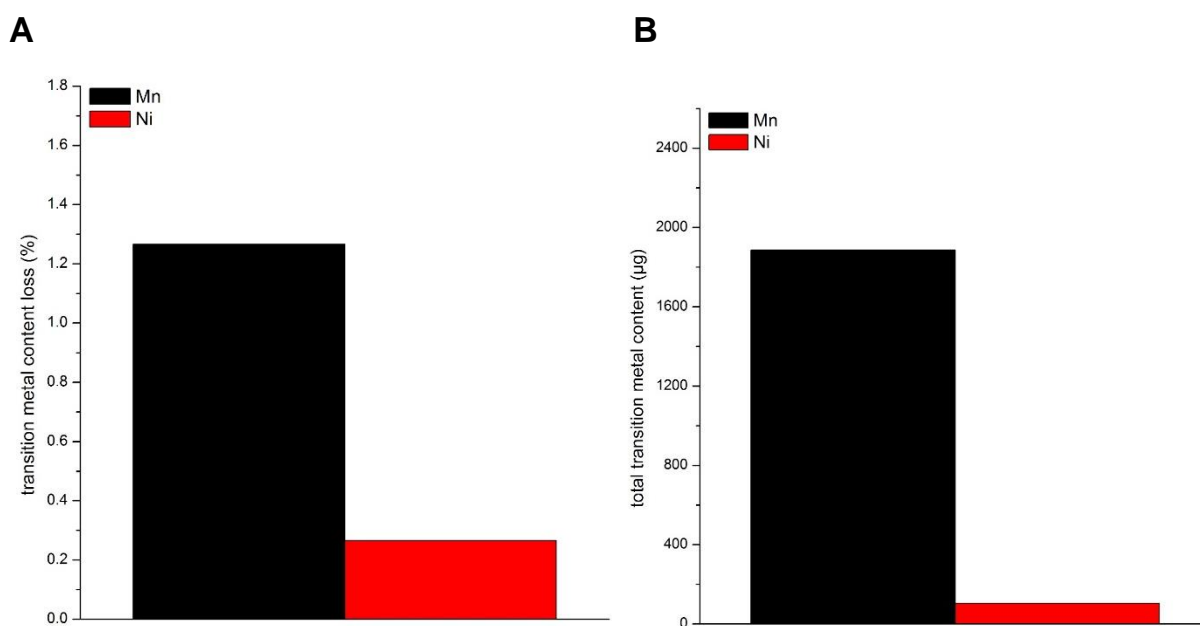 A
B
transition metal content loss (%)
1.8
1.6
1.4
1.2
1.0
0.8
0.6
0.4
0.2
0.0
Mn
Ni
total transition metal content (µg)
2400
2000
1600
1200
800
400
0
Mn
Ni